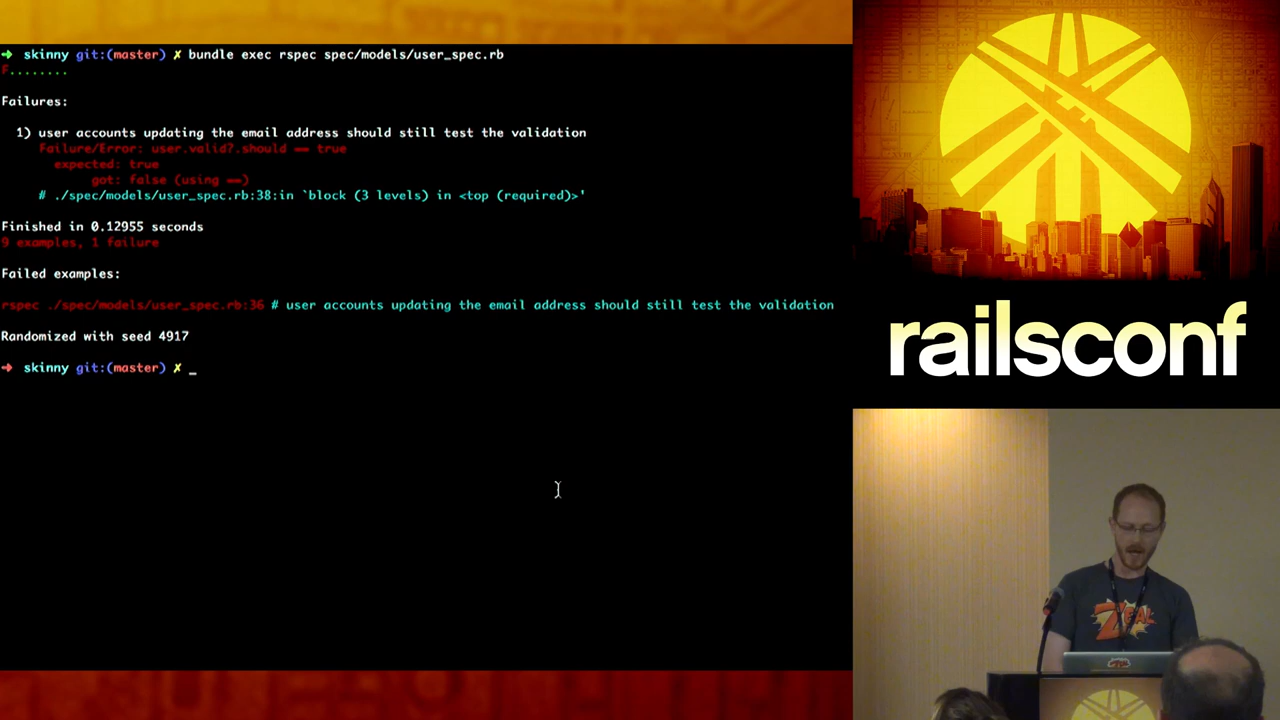 ➜ skinny git:(master) ✗ bundle exec rspec spec/models/user_spec.rb
F........
Failures:
1) user accounts updating the email address should still test the validation
Failure/Error: user.valid?.should == true
expected: true
got: false (using ==)
# ./spec/models/user_spec.rb:38:in `block (3 levels) in <top (required)>'
Finished in 0.12955 seconds
9 examples, 1 failure
Failed examples:
rspec ./spec/models/user_spec.rb:36 # user accounts updating the email address should still test the validation
Randomized with seed 4917
➜ skinny git:(master) ✗ _
railsconf
ZEAL